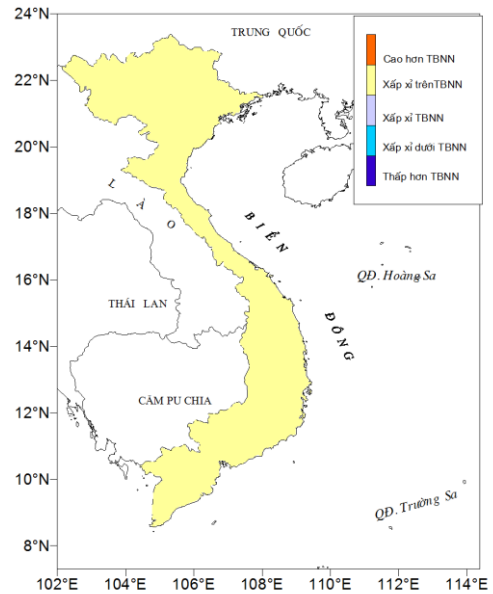 24°N
22°N
20°N
18°N
16°N
14°N
12°N
10°N
8°N
TRUNG QUỐC
Cao hơn TBNN
Xấp xỉ trênTBNN
Xấp xỉ TBNN
Xấp xỉ dưới TBNN
Thấp hơn TBNN
LÀO
BIỂN
ĐÔNG
QĐ. Hoàng Sa
THÁI LAN
CĂM PU CHIA
QĐ. Trường Sa
102°E 104°E 106°E 108°E 110°E 112°E 114°E